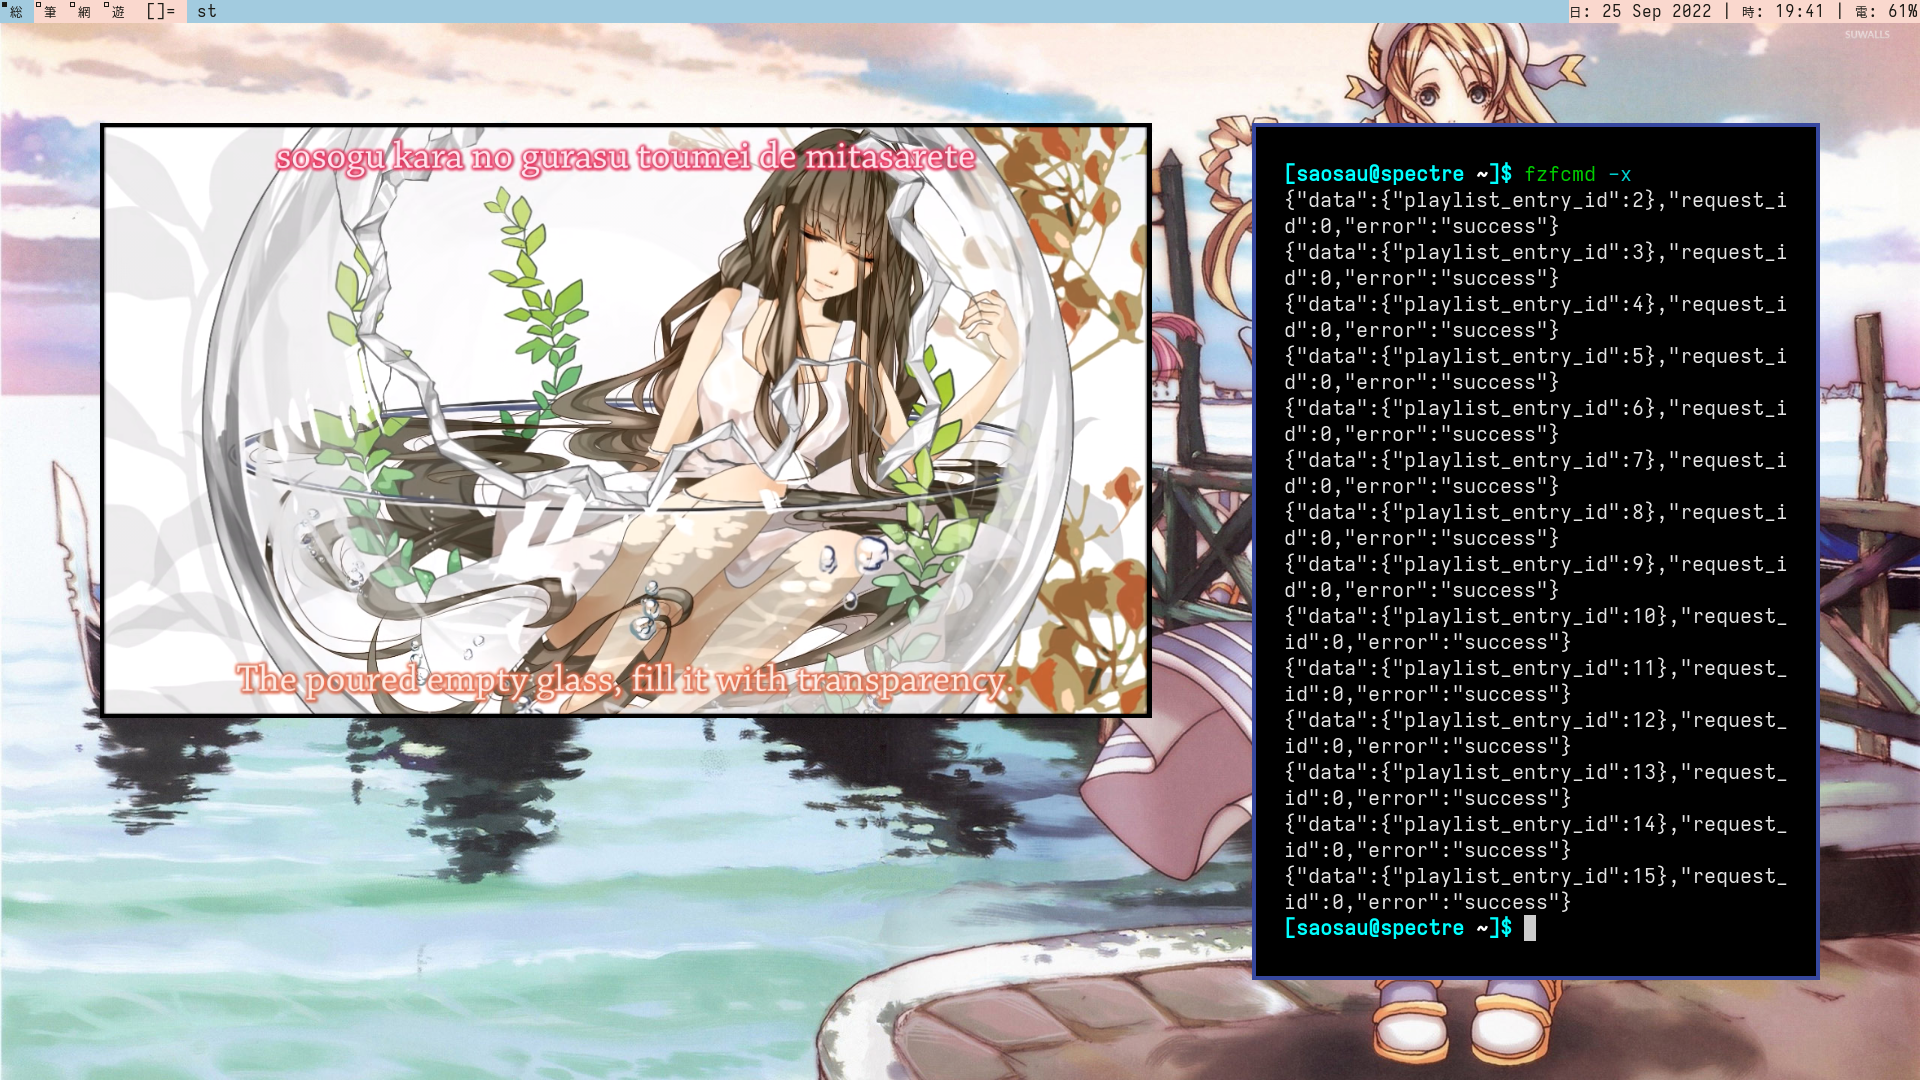 総 筆 網 遊 []= st 日: 25 Sep 2022 | 時: 19:41 | 電: 61%
SUWALLS
sosogu kara no gurasu toumei de mitasarete
The poured empty glass, fill it with transparency.
[saosau@spectre ~]$ fzfcmd -x
{"data":{"playlist_entry_id":2},"request_i
d":0,"error":"success"}
{"data":{"playlist_entry_id":3},"request_i
d":0,"error":"success"}
{"data":{"playlist_entry_id":4},"request_i
d":0,"error":"success"}
{"data":{"playlist_entry_id":5},"request_i
d":0,"error":"success"}
{"data":{"playlist_entry_id":6},"request_i
d":0,"error":"success"}
{"data":{"playlist_entry_id":7},"request_i
d":0,"error":"success"}
{"data":{"playlist_entry_id":8},"request_i
d":0,"error":"success"}
{"data":{"playlist_entry_id":9},"request_i
d":0,"error":"success"}
{"data":{"playlist_entry_id":10},"request_
id":0,"error":"success"}
{"data":{"playlist_entry_id":11},"request_
id":0,"error":"success"}
{"data":{"playlist_entry_id":12},"request_
id":0,"error":"success"}
{"data":{"playlist_entry_id":13},"request_
id":0,"error":"success"}
{"data":{"playlist_entry_id":14},"request_
id":0,"error":"success"}
{"data":{"playlist_entry_id":15},"request_
id":0,"error":"success"}
[saosau@spectre ~]$